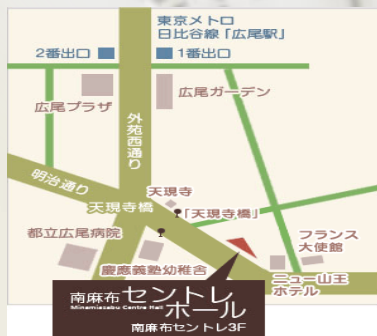 東京メトロ
日比谷線「広尾駅」
2番出口
1番出口
広尾プラザ
広尾ガーデン
外苑西通り
明治通り
天現寺
天現寺橋
「天現寺橋」
都立広尾病院
慶應義塾幼稚舎
フランス
大使館
ニュー山王
ホテル
南麻布セントレ
Minamiazabu Centre Hall
ホール
南麻布セントレ3F